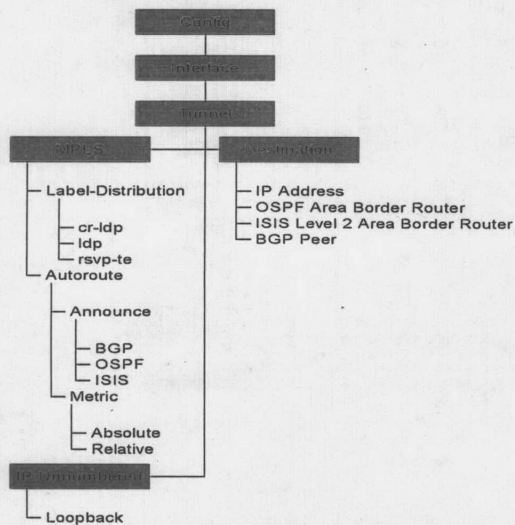 Config
Interface
Tunnel
MPLS
Destination
Label-Distribution
cr-ldp
ldp
rsvp-te
Autoroute
Announce
BGP
OSPF
ISIS
Metric
Absolute
Relative
IP Address
OSPF Area Border Router
ISIS Level 2 Area Border Router
BGP Peer
IP Unnumbered
Loopback